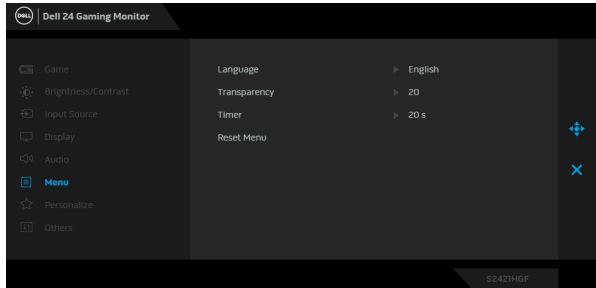 DELL Dell 24 Gaming Monitor
Game
Brightness/Contrast
Input Source
Display
Audio
Menu
Personalize
Others
Language English
Transparency 20
Timer 20 s
Reset Menu
S2421HGF